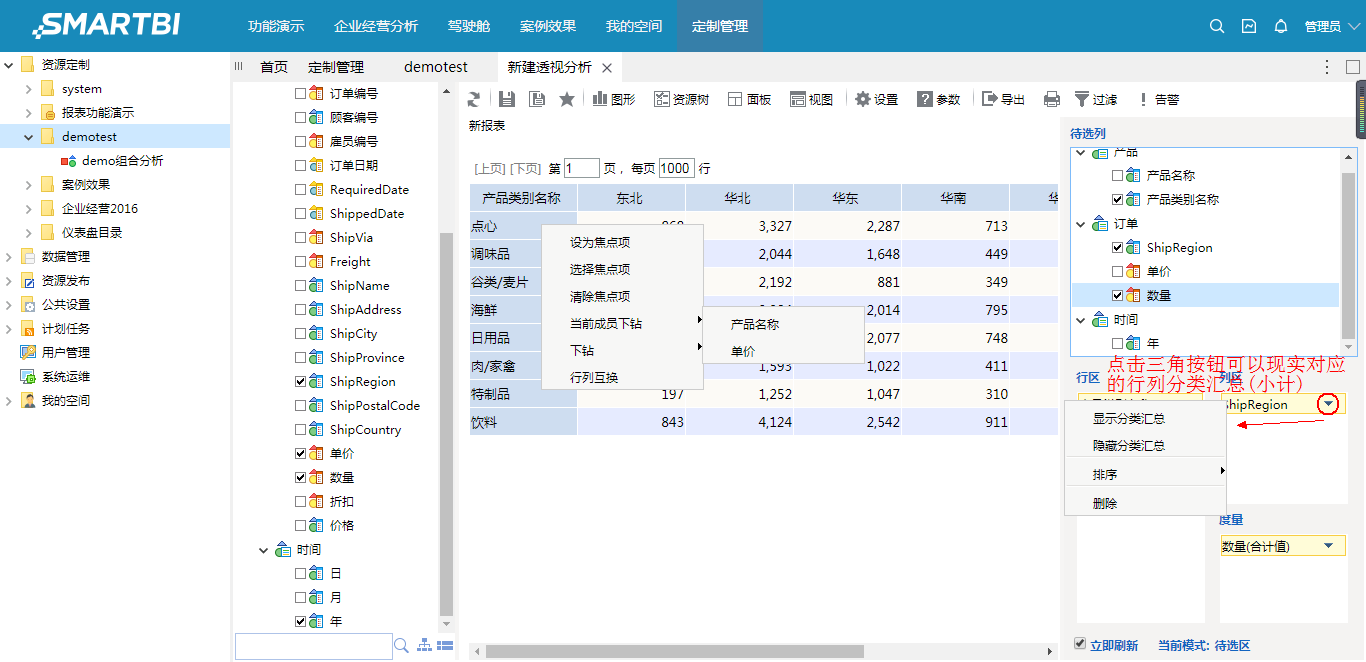 SMARTBI
功能演示 企业经营分析 驾驶舱 案例效果 我的空间 定制管理 管理员
资源定制
system
报表功能演示
demotest
demo组合分析
案例效果
企业经营2016
仪表盘目录
数据管理
资源发布
公共设置
计划任务
用户管理
系统运维
我的空间
首页 定制管理 demotest 新建透视分析
订单编号
顾客编号
雇员编号
订单日期
RequiredDate
ShippedDate
ShipVia
Freight
ShipName
ShipAddress
ShipCity
ShipProvince
ShipRegion
ShipPostalCode
ShipCountry
单价
数量
折扣
价格
时间
日
月
年
图形 资源树 面板 视图 设置 参数 导出 过滤 告警
新报表
[上页] [下页] 第 1 页， 每页 1000 行
产品类别名称 东北 华北 华东 华南
点心 3,327 2,287 713
调味品 2,044 1,648 449
谷类/麦片 2,192 881 349
海鲜 2,014 795
日用品 2,077 748
肉/家禽 1,593 1,022 411
特制品 197 1,252 1,047 310
饮料 843 4,124 2,542 911
设为焦点项
选择焦点项
清除焦点项
当前成员下钻
下钻
行列互换
产品名称
单价
待选列
产品
产品名称
产品类别名称
订单
ShipRegion
单价
数量
时间
年
点击三角按钮可以现实对应
的行列分类汇总(小计)
行区 列区
ShipRegion
显示分类汇总
隐藏分类汇总
排序
删除
度量
数量(合计值)
立即刷新 当前模式: 待选区